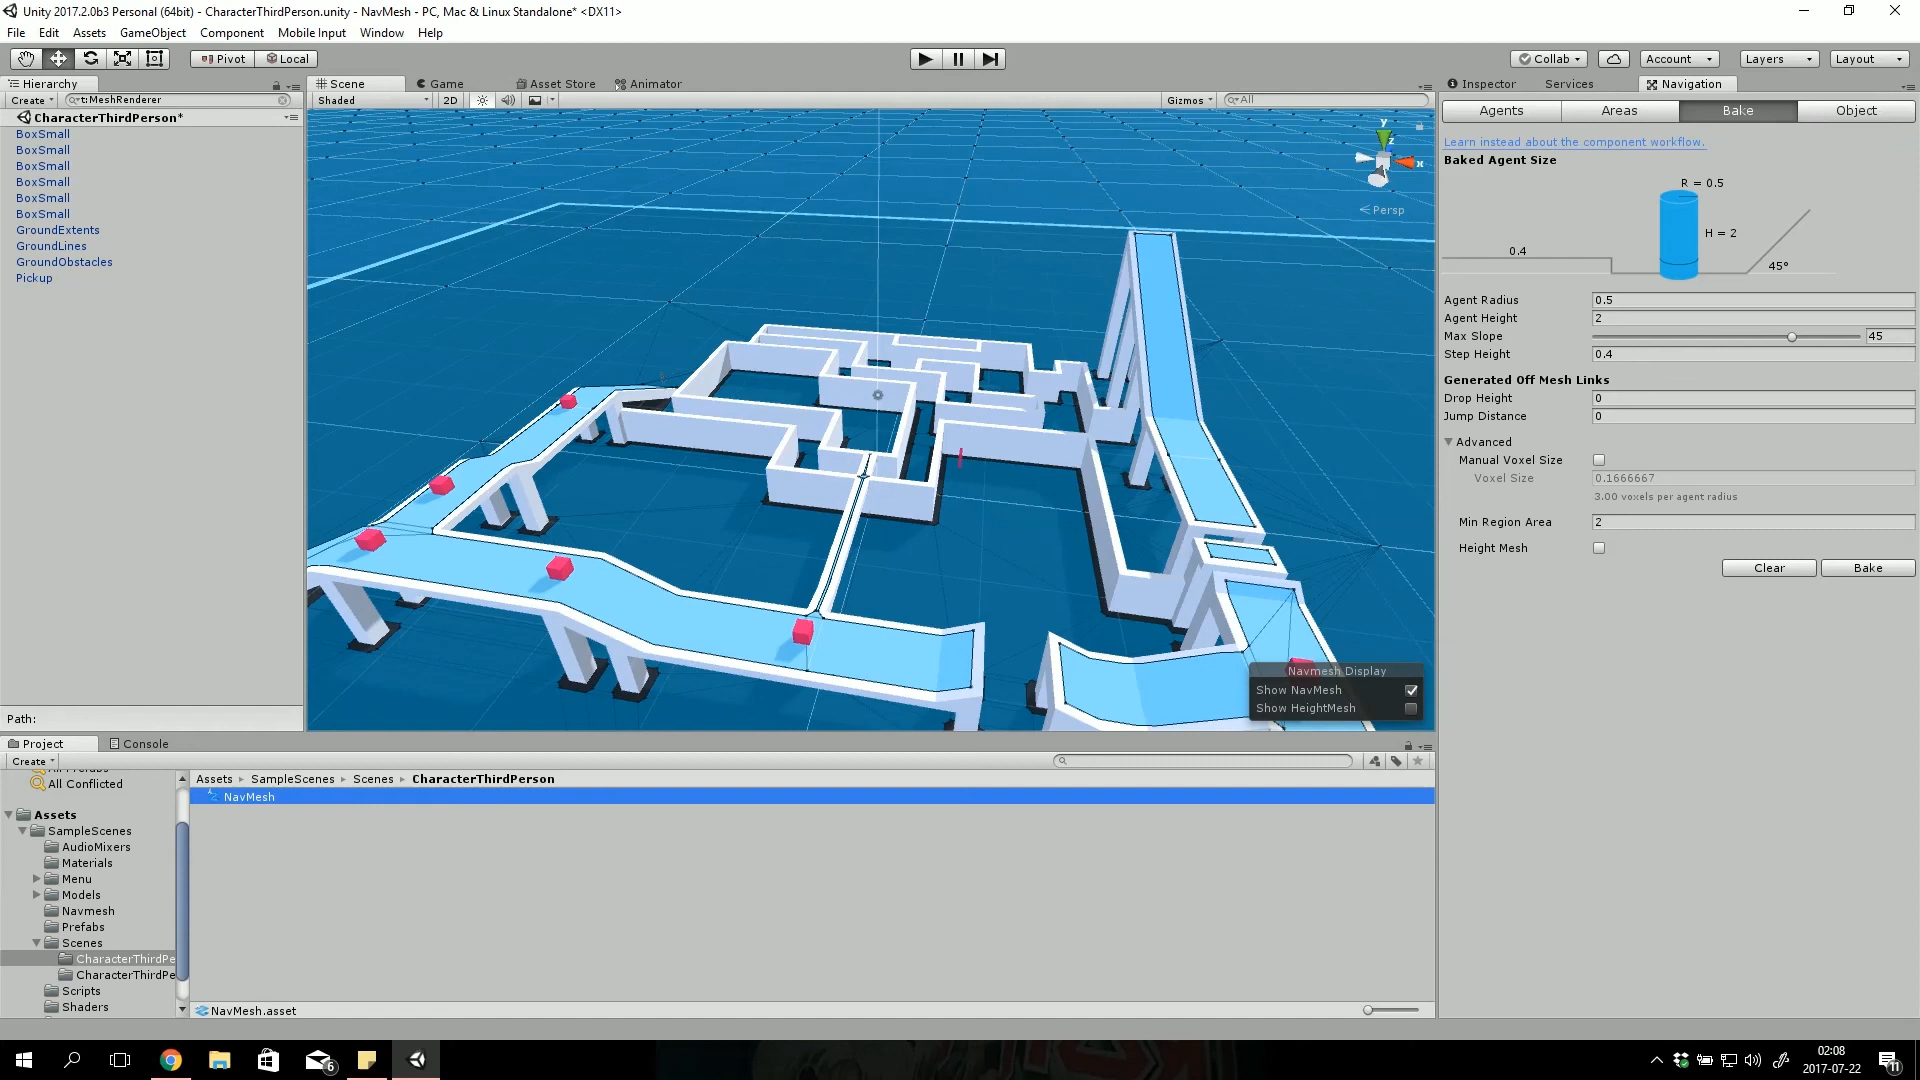 Unity 2017.2.0b3 Personal (64bit) - CharacterThirdPerson.unity - NavMesh - PC, Mac & Linux Standalone* <DX11>
File Edit Assets GameObject Component Mobile Input Window Help
Pivot Local Collab Account Layers Layout
Hierarchy Scene Game Asset Store Animator Inspector Services Navigation
Create t:MeshRenderer Shaded 2D Gizmos All
CharacterThirdPerson*
BoxSmall
BoxSmall
BoxSmall
BoxSmall
BoxSmall
BoxSmall
GroundExtents
GroundLines
GroundObstacles
Pickup
Path:
y
z
x
Persp
Navmesh Display
Show NavMesh
Show HeightMesh
Agents Areas Bake Object
Learn instead about the component workflow.
Baked Agent Size
R = 0.5
H = 2
0.4
45°
Agent Radius 0.5
Agent Height 2
Max Slope 45
Step Height 0.4
Generated Off Mesh Links
Drop Height 0
Jump Distance 0
Advanced
Manual Voxel Size
Voxel Size 0.1666667
3.00 voxels per agent radius
Min Region Area 2
Height Mesh
Clear Bake
Project Console
Create
All Conflicted
Assets
SampleScenes
AudioMixers
Materials
Menu
Models
Navmesh
Prefabs
Scenes
CharacterThirdPe
CharacterThirdPe
Scripts
Shaders
Assets SampleScenes Scenes CharacterThirdPerson
NavMesh
NavMesh.asset
6
02:08
2017-07-22
11